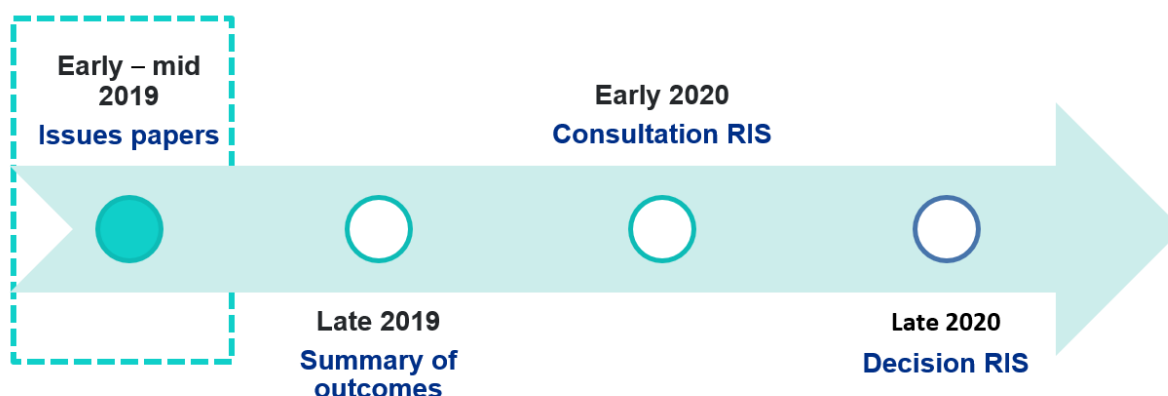 Early – mid
2019
Issues papers
Late 2019
Summary of
outcomes
Early 2020
Consultation RIS
Late 2020
Decision RIS